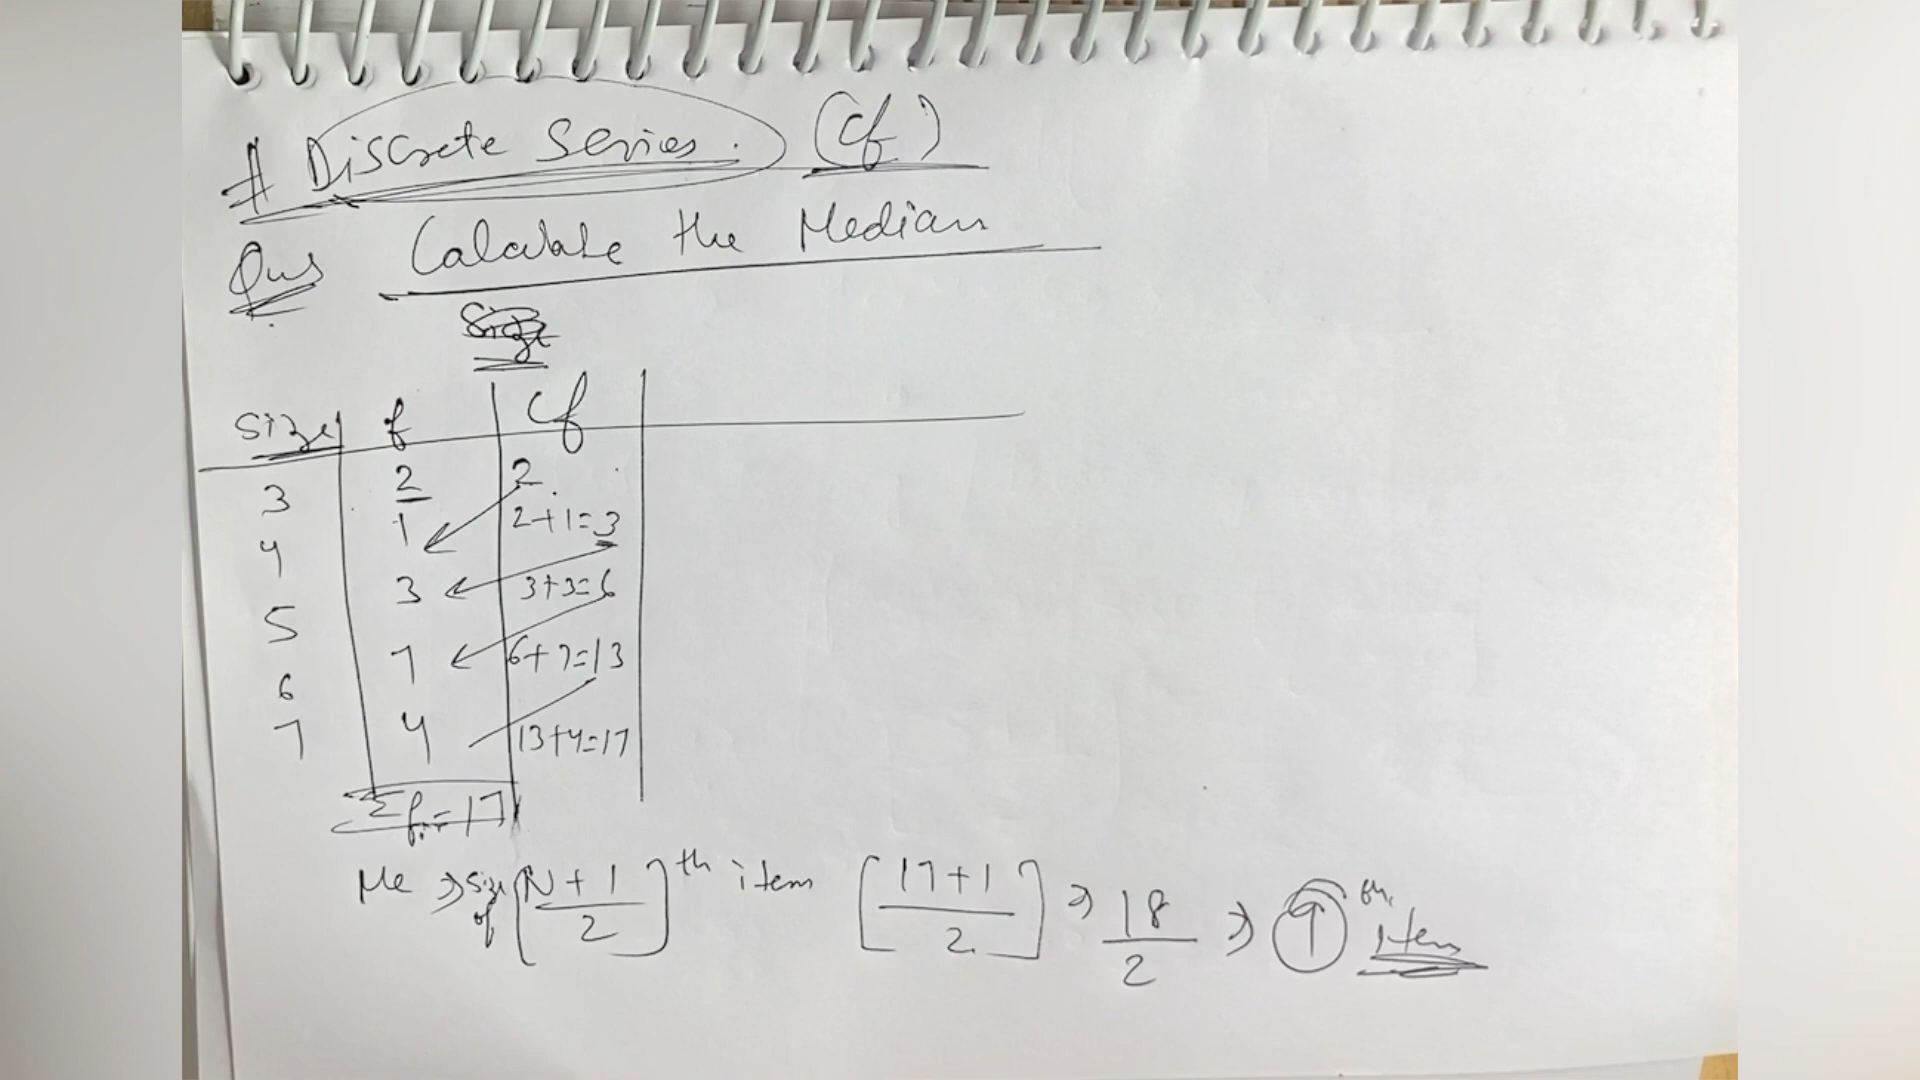 # Discrete Series. (Cf)
Qus Calculate the Median
Size f Cf
3 2 2
4 1 2+1=3
5 3 3+3=6
6 7 6+7=13
7 4 13+4=17
Σf=17
Me ⇒ Size of [N+1/2]th item [17+1/2] ⇒ 18/2 ⇒ 9th item